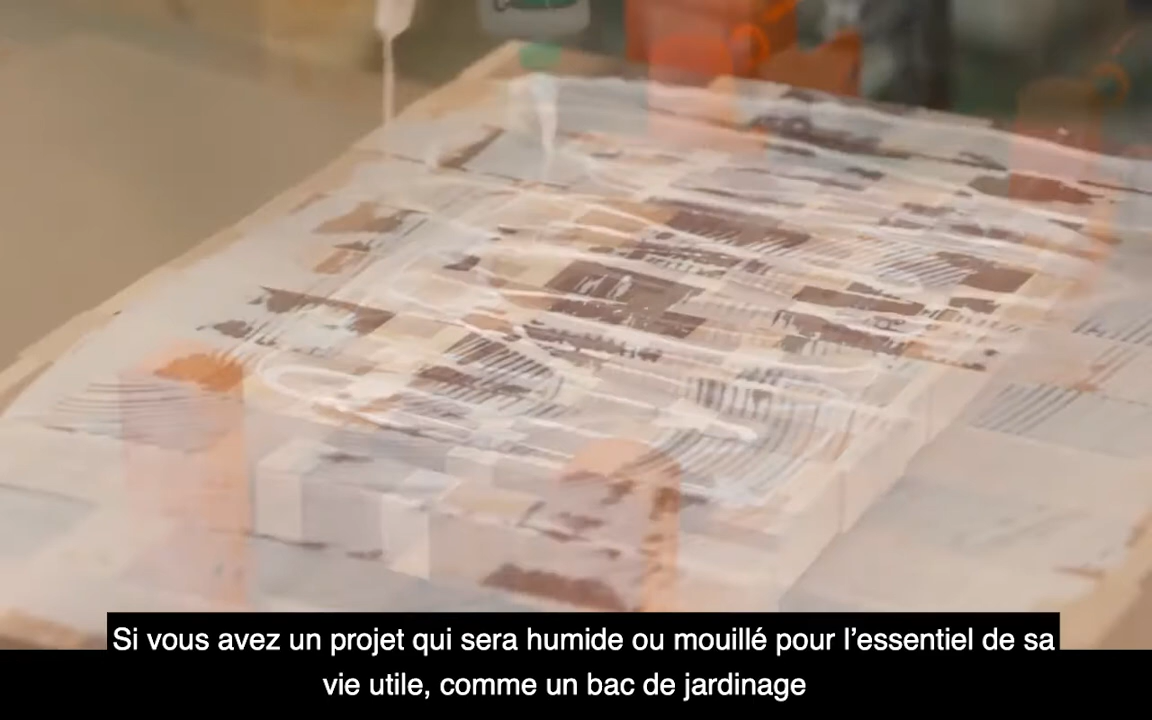 Si vous avez un projet qui sera humide ou mouillé pour l’essentiel de sa
vie utile, comme un bac de jardinage